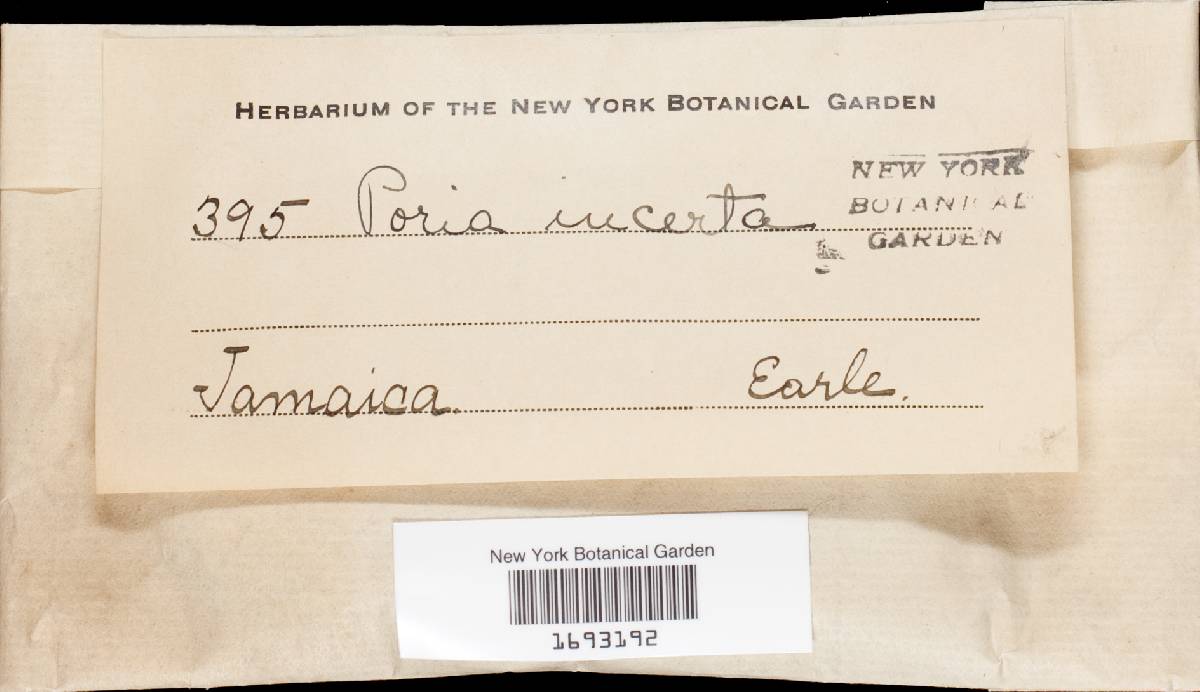 HERBARIUM OF THE NEW YORK BOTANICAL GARDEN
395 Poria incerta
NEW YORK
BOTANICAL
GARDEN
Jamaica. Earle.
New York Botanical Garden
1693192